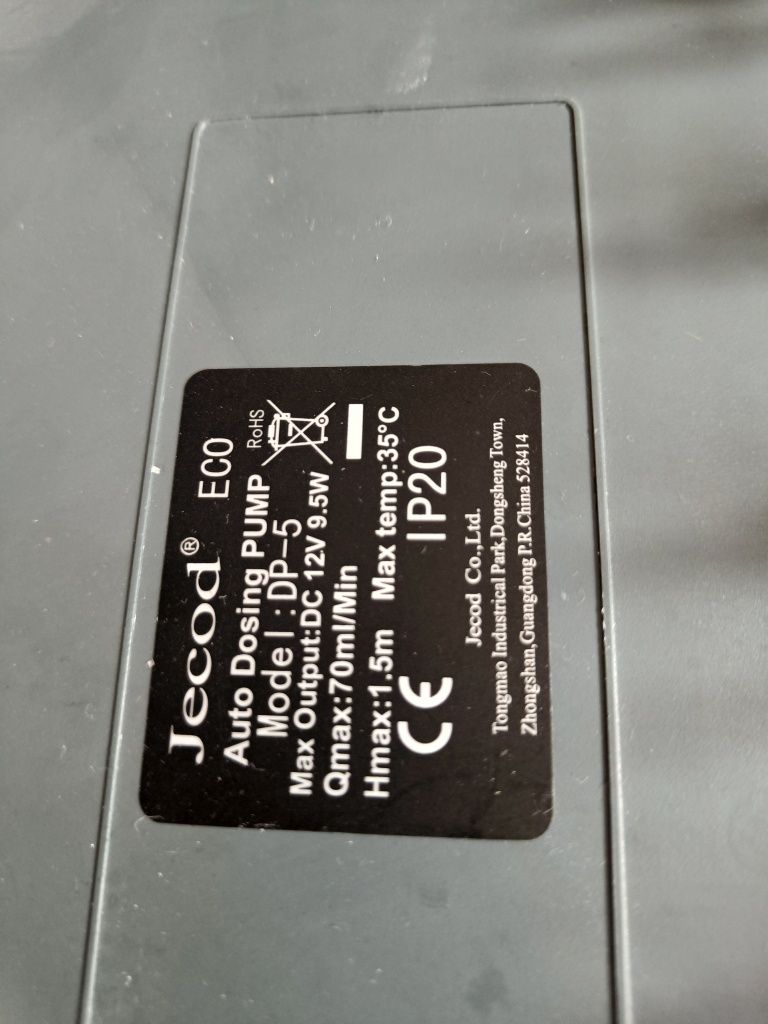 Jecod® ECO
Auto Dosing PUMP RoHS
Model:DP-5
Max Output:DC 12V 9.5W
Qmax:70ml/Min
Hmax:1.5m Max temp:35°C
CE IP20
Jecod Co.,Ltd.
Tongmao Industrical Park,Dongsheng Town,
Zhongshan,Guangdong P.R.China 528414